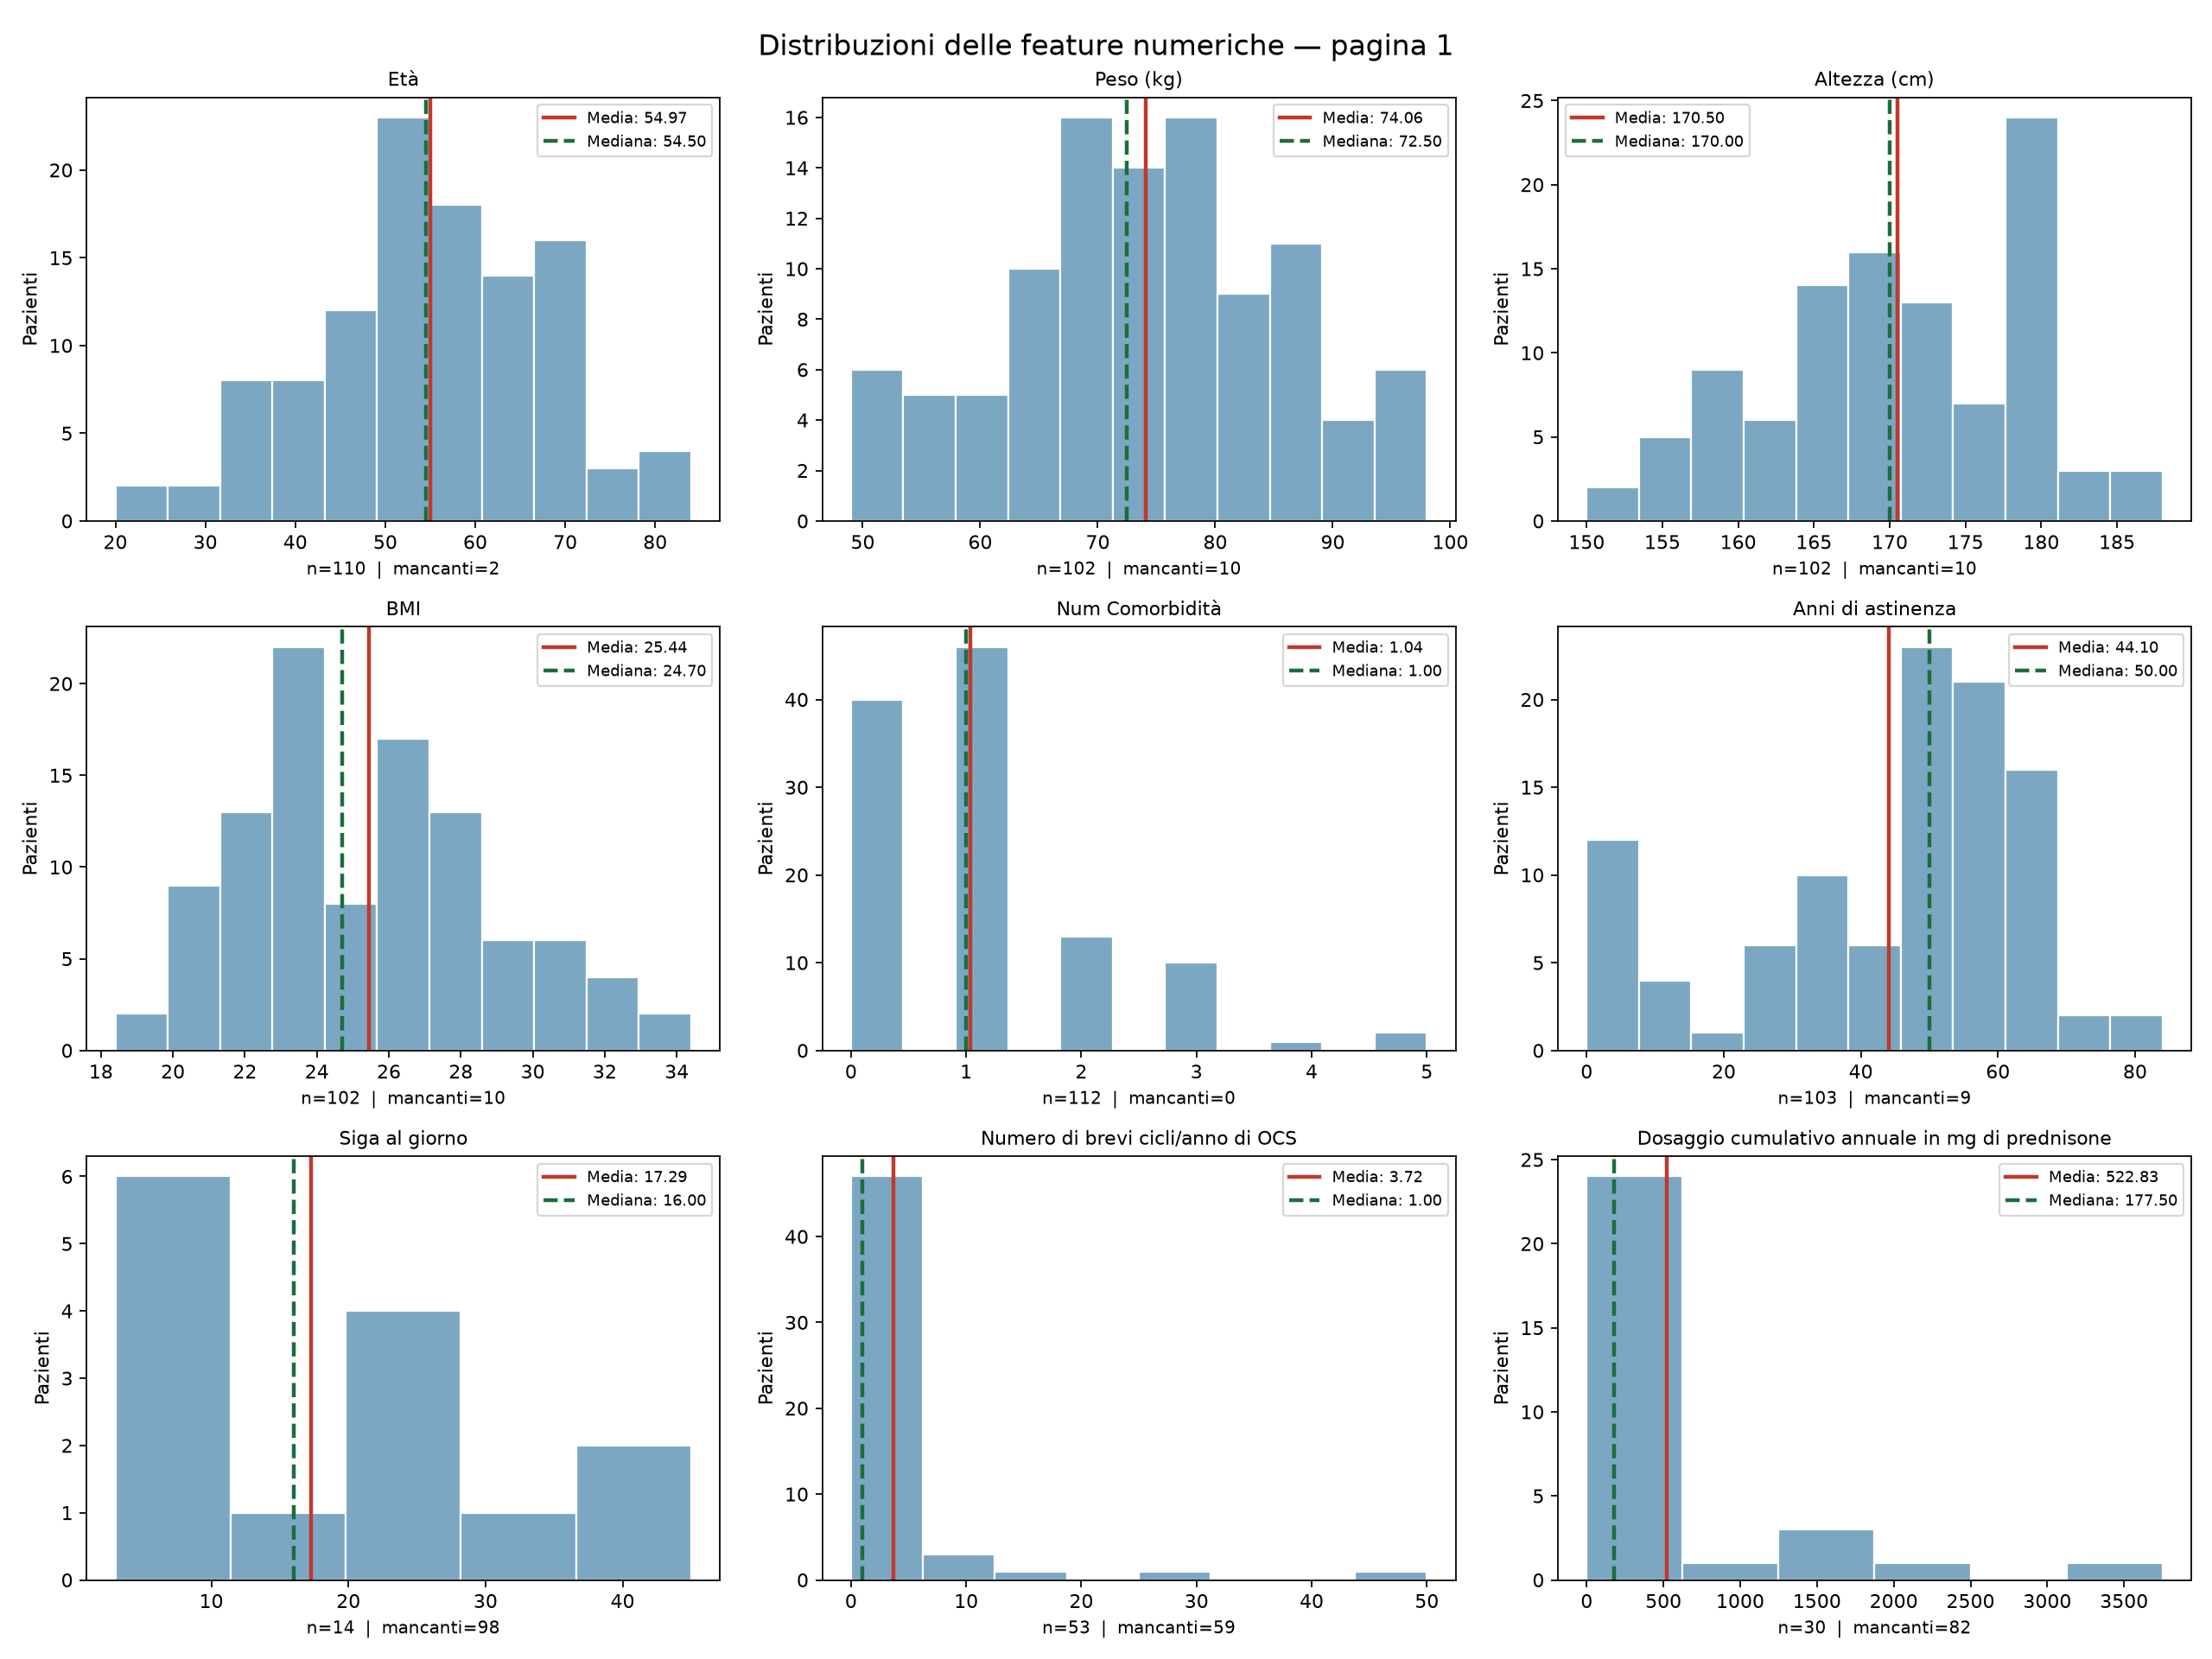 Distribuzioni delle feature numeriche — pagina 1
Età
Pazienti
20
15
10
5
0
Media: 54.97
Mediana: 54.50
20 30 40 50 60 70 80
n=110 | mancanti=2
Peso (kg)
Pazienti
16
14
12
10
8
6
4
2
0
Media: 74.06
Mediana: 72.50
50 60 70 80 90 100
n=102 | mancanti=10
Altezza (cm)
Pazienti
25
20
15
10
5
0
Media: 170.50
Mediana: 170.00
150 155 160 165 170 175 180 185
n=102 | mancanti=10
BMI
Pazienti
20
15
10
5
0
Media: 25.44
Mediana: 24.70
18 20 22 24 26 28 30 32 34
n=102 | mancanti=10
Num Comorbidità
Pazienti
40
30
20
10
0
Media: 1.04
Mediana: 1.00
0 1 2 3 4 5
n=112 | mancanti=0
Anni di astinenza
Pazienti
20
15
10
5
0
Media: 44.10
Mediana: 50.00
0 20 40 60 80
n=103 | mancanti=9
Siga al giorno
Pazienti
6
5
4
3
2
1
0
Media: 17.29
Mediana: 16.00
10 20 30 40
n=14 | mancanti=98
Numero di brevi cicli/anno di OCS
Pazienti
40
30
20
10
0
Media: 3.72
Mediana: 1.00
0 10 20 30 40 50
n=53 | mancanti=59
Dosaggio cumulativo annuale in mg di prednisone
Pazienti
25
20
15
10
5
0
Media: 522.83
Mediana: 177.50
0 500 1000 1500 2000 2500 3000 3500
n=30 | mancanti=82